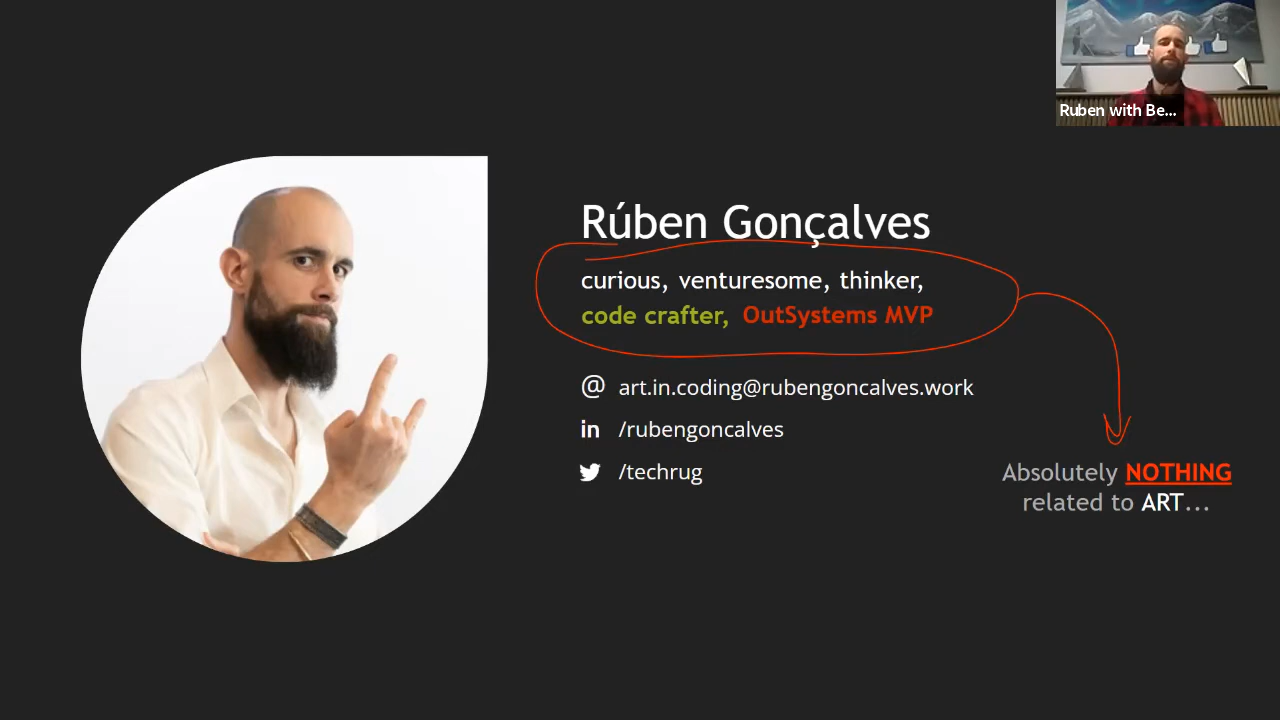 Ruben with Be...
Rúben Gonçalves
curious, venturesome, thinker,
code crafter, OutSystems MVP
@ art.in.coding@rubengoncalves.work
in /rubengoncalves
/techrug
Absolutely NOTHING
related to ART...